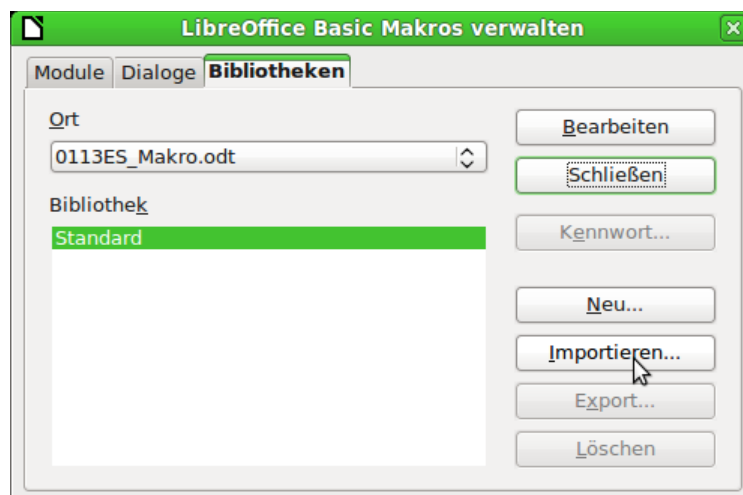 LibreOffice Basic Makros verwalten
Module Dialoge Bibliotheken
Ort
0113ES_Makro.odt
Bibliothek
Standard
Bearbeiten
Schließen
Kennwort...
Neu...
Importieren...
Export...
Löschen